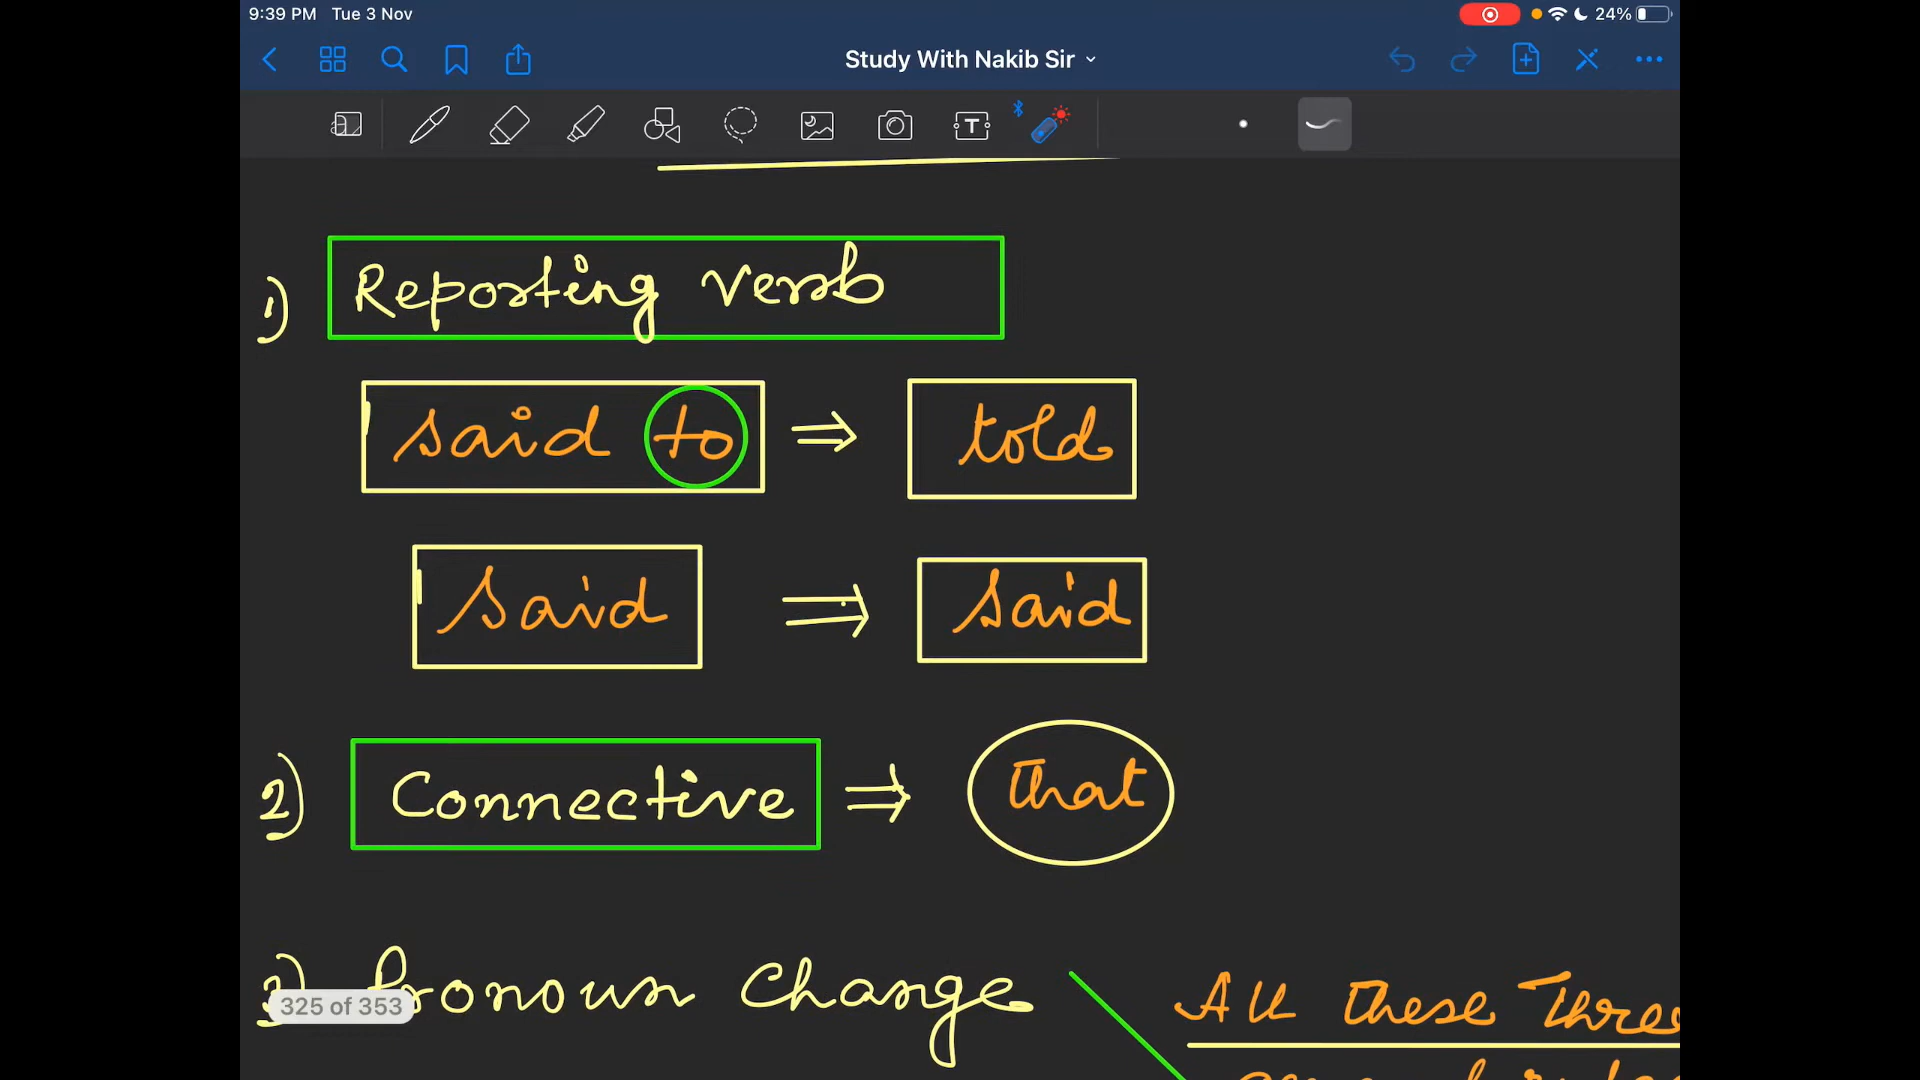 9:39 PM Tue 3 Nov 24%
Study With Nakib Sir
T
1) Reporting verb
said to ⇒ told
said ⇒ said
2) Connective ⇒ that
3) Pronoun Change
All these Three
325 of 353